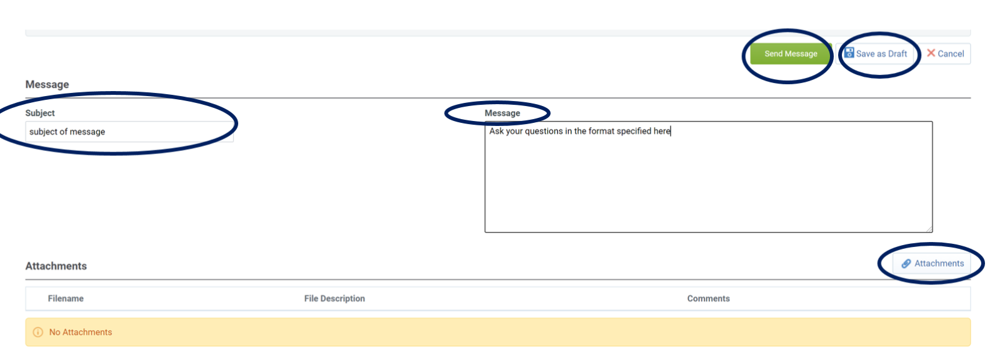 Send Message Save as Draft Cancel
Message
Subject Message
subject of message Ask your questions in the format specified here
Attachments Attachments
Filename File Description Comments
No Attachments